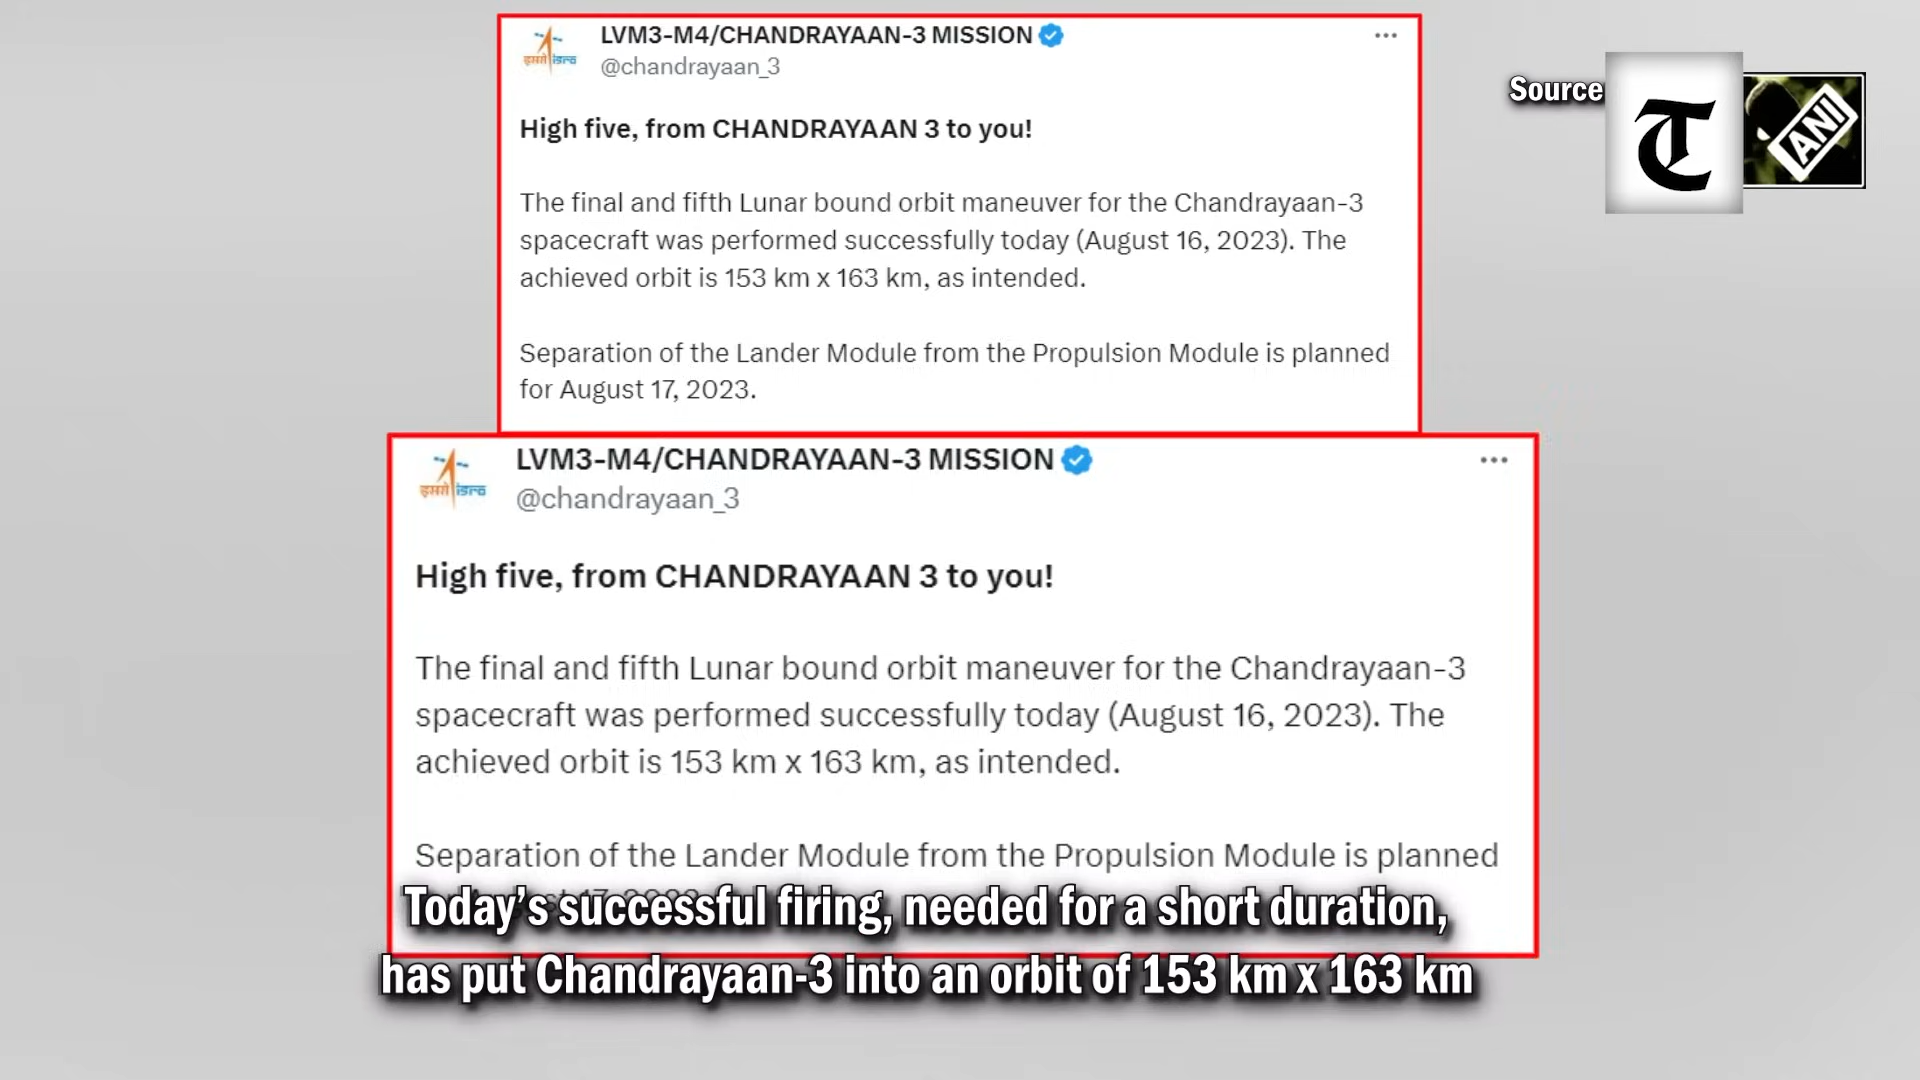 LVM3-M4/CHANDRAYAAN-3 MISSION
@chandrayaan_3
इसरो isro
Source
T
ANI
High five, from CHANDRAYAAN 3 to you!
The final and fifth Lunar bound orbit maneuver for the Chandrayaan-3
spacecraft was performed successfully today (August 16, 2023). The
achieved orbit is 153 km x 163 km, as intended.
Separation of the Lander Module from the Propulsion Module is planned
for August 17, 2023.
LVM3-M4/CHANDRAYAAN-3 MISSION
@chandrayaan_3
इसरो isro
High five, from CHANDRAYAAN 3 to you!
The final and fifth Lunar bound orbit maneuver for the Chandrayaan-3
spacecraft was performed successfully today (August 16, 2023). The
achieved orbit is 153 km x 163 km, as intended.
Separation of the Lander Module from the Propulsion Module is planned
Today's successful firing, needed for a short duration,
has put Chandrayaan-3 into an orbit of 153 km x 163 km